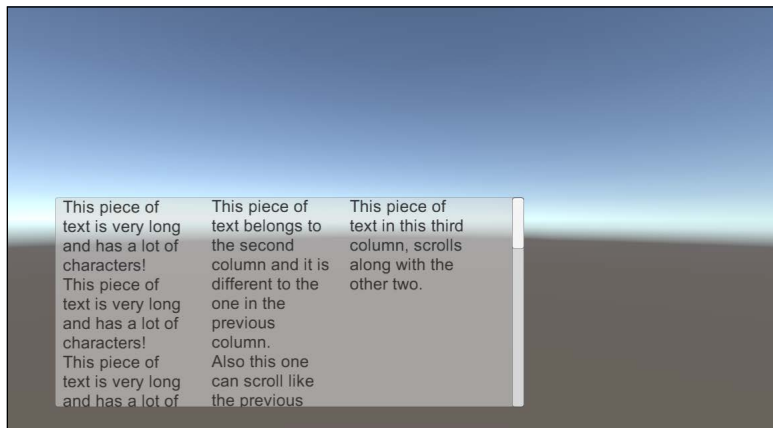 This piece of
text is very long
and has a lot of
characters!
This piece of
text is very long
and has a lot of
characters!
This piece of
text is very long
and has a lot of
This piece of
text belongs to
the second
column and it is
different to the
one in the
previous
column.
Also this one
can scroll like
the previous
This piece of
text in this third
column, scrolls
along with the
other two.